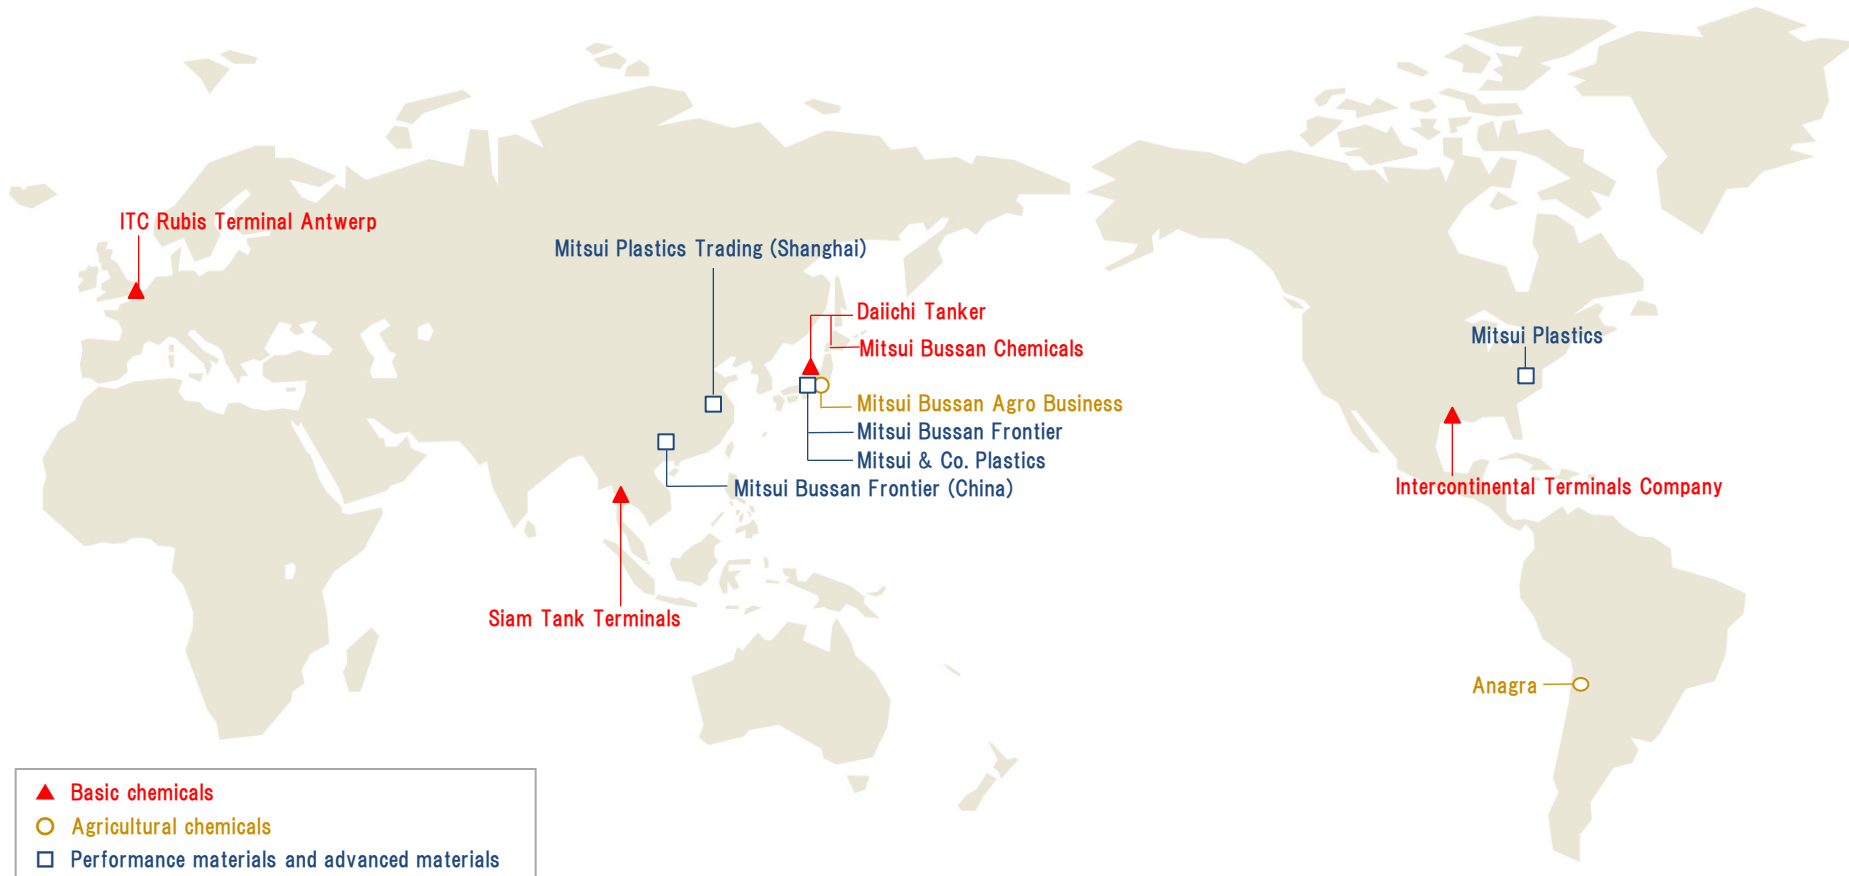 ITC Rubis Terminal Antwerp
Mitsui Plastics Trading (Shanghai)
Daiichi Tanker
Mitsui Bussan Chemicals
Mitsui Plastics
Mitsui Bussan Agro Business
Mitsui Bussan Frontier
Mitsui & Co. Plastics
Mitsui Bussan Frontier (China)
Intercontinental Terminals Company
Siam Tank Terminals
Anagra
Basic chemicals
Agricultural chemicals
Performance materials and advanced materials